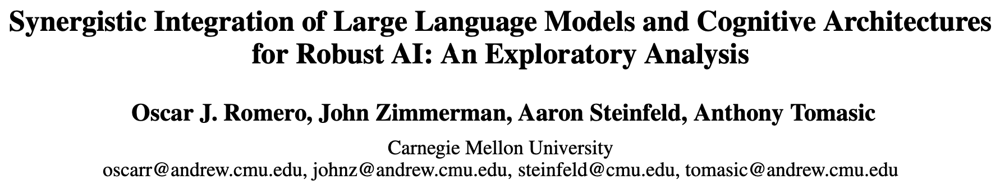 Synergistic Integration of Large Language Models and Cognitive Architectures
for Robust AI: An Exploratory Analysis
Oscar J. Romero, John Zimmerman, Aaron Steinfeld, Anthony Tomasic
Carnegie Mellon University
oscarr@andrew.cmu.edu, johnz@andrew.cmu.edu, steinfeld@cmu.edu, tomasic@andrew.cmu.edu